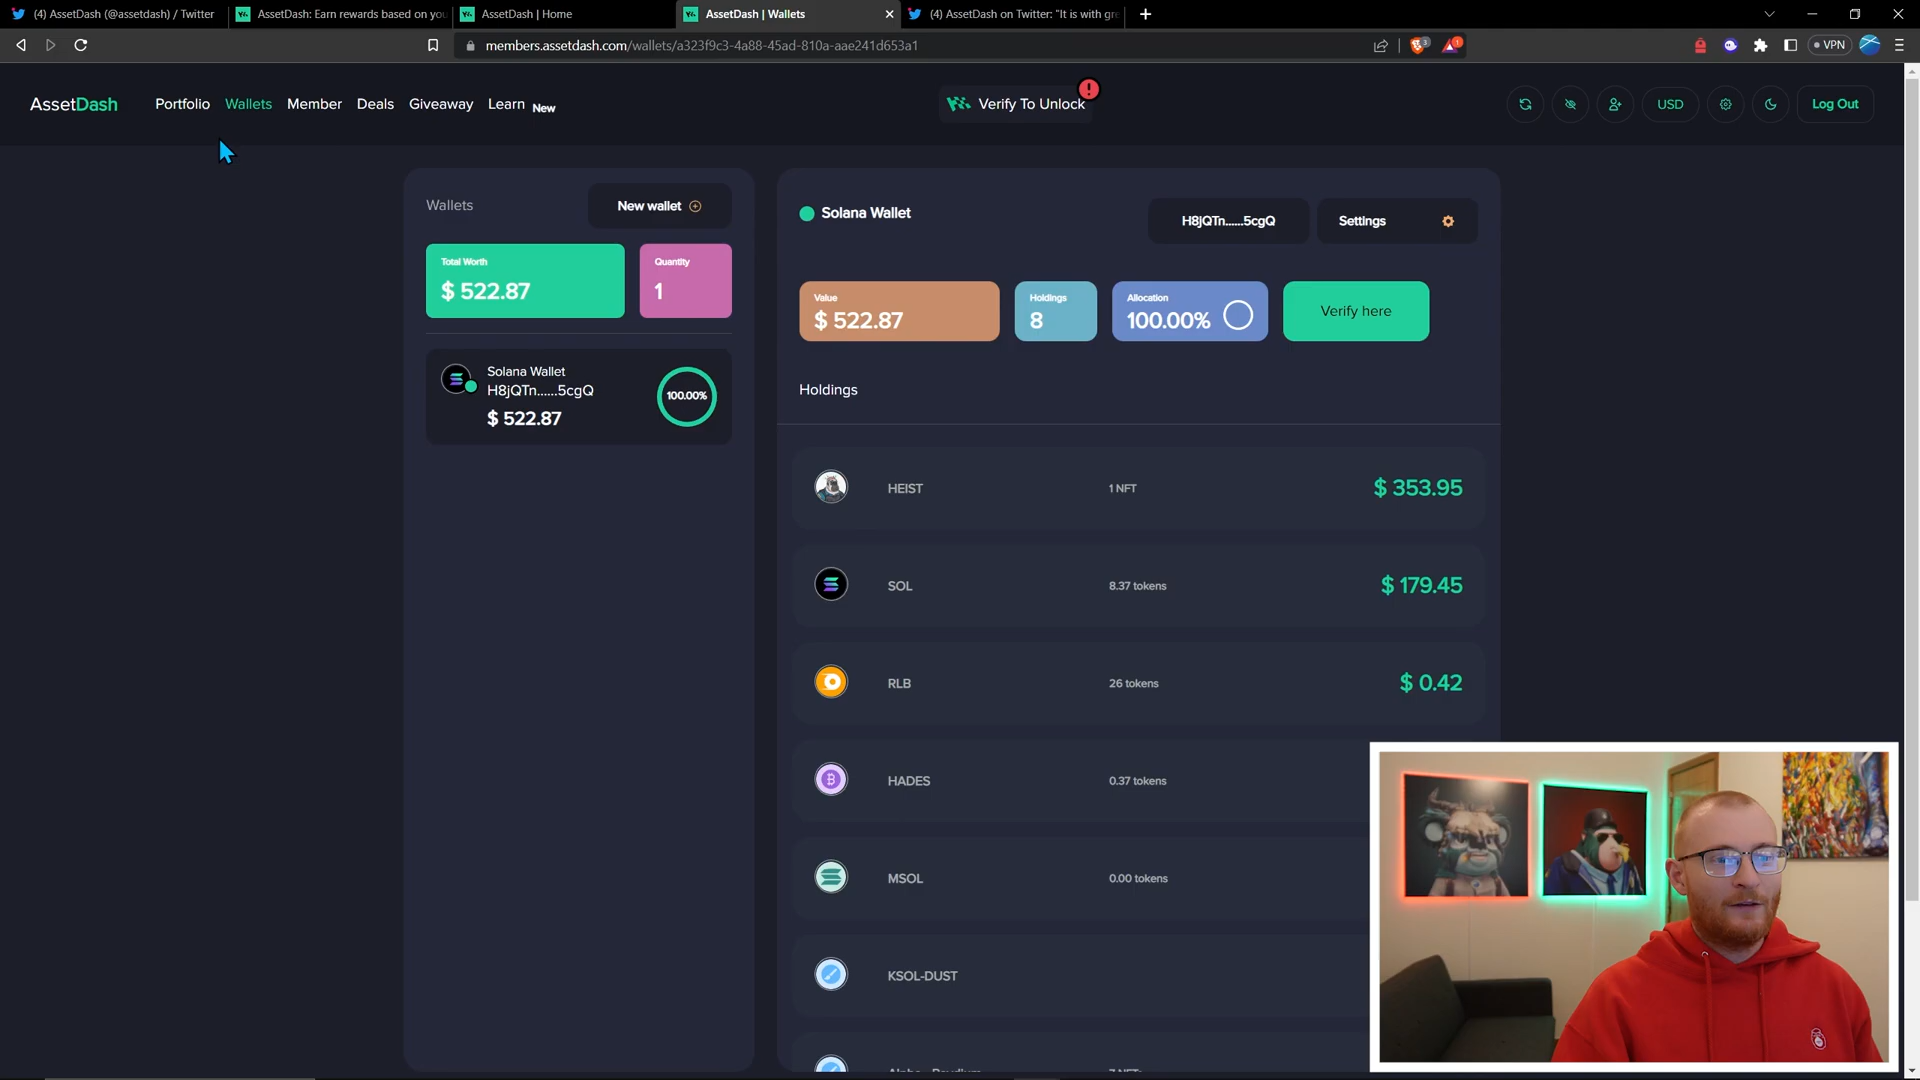 (4) AssetDash (@assetdash) / Twitter
AssetDash: Earn rewards based on you
AssetDash | Home
AssetDash | Wallets
(4) AssetDash on Twitter: "It is with gre
members.assetdash.com/wallets/a323f9c3-4a88-45ad-810a-aae241d653a1
VPN
AssetDash
Portfolio
Wallets
Member
Deals
Giveaway
Learn
New
Verify To Unlock
USD
Log Out
Wallets
New wallet
Total Worth
$ 522.87
Quantity
1
Solana Wallet
H8jQTn......5cgQ
$ 522.87
100.00%
Solana Wallet
H8jQTn......5cgQ
Settings
Value
$ 522.87
Holdings
8
Allocation
100.00%
Verify here
Holdings
HEIST 1 NFT $ 353.95
SOL 8.37 tokens $ 179.45
RLB 26 tokens $ 0.42
HADES 0.37 tokens
MSOL 0.00 tokens
KSOL-DUST